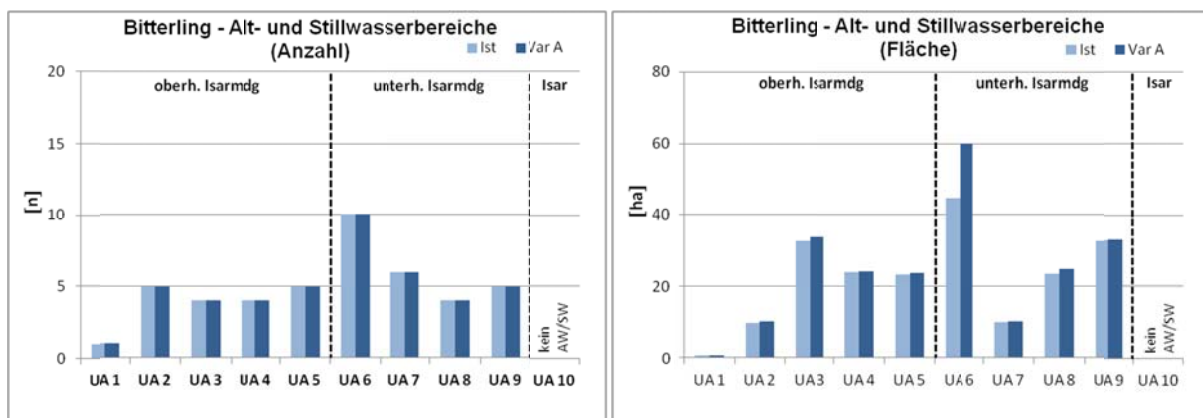 Bitterling - Alt- und Stillwasserbereiche
(Anzahl)
Ist Var A
20
15
10
5
0
[n]
oberh. Isarmdg
unterh. Isarmdg
Isar
kein
AW/SW
UA 1 UA 2 UA 3 UA 4 UA 5 UA 6 UA 7 UA 8 UA 9 UA 10
Bitterling - Alt- und Stillwasserbereiche
(Fläche)
Ist Var A
80
60
40
20
0
[ha]
oberh. Isarmdg
unterh. Isarmdg
Isar
kein
AW/SW
UA 1 UA 2 UA 3 UA 4 UA 5 UA 6 UA 7 UA 8 UA 9 UA 10